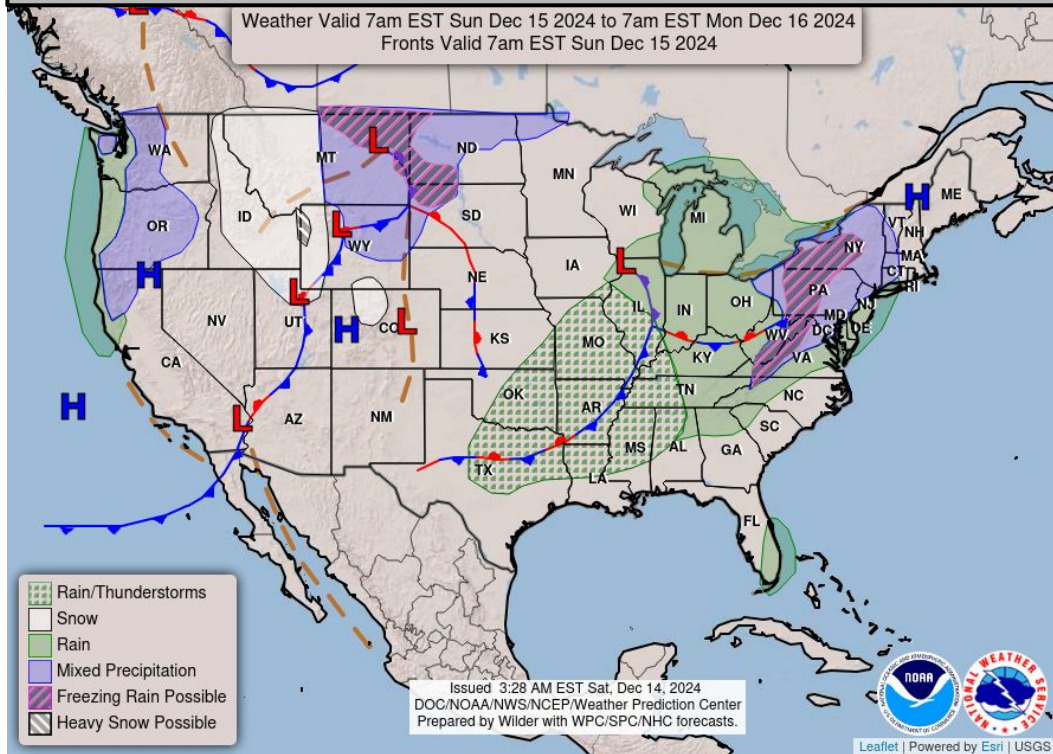 Weather Valid 7am EST Sun Dec 15 2024 to 7am EST Mon Dec 16 2024
Fronts Valid 7am EST Sun Dec 15 2024
L
WA
MT
L
ND
MN
H
ME
OR
ID
L
WY
SD
WI
MI
VT
NH
NY
MA
CT
RI
H
L
NE
IA
L
PA
NJ
NV
UT
H
CO
L
KS
MO
IL
IN
OH
MD
DE
DC
WV
VA
CA
KY
H
L
AZ
NM
OK
AR
TN
NC
SC
TX
LA
MS
AL
GA
FL
Rain/Thunderstorms
Snow
Rain
Mixed Precipitation
Freezing Rain Possible
Heavy Snow Possible
Issued 3:28 AM EST Sat, Dec 14, 2024
DOC/NOAA/NWS/NCEP/Weather Prediction Center
Prepared by Wilder with WPC/SPC/NHC forecasts.
NOAA
NATIONAL WEATHER SERVICE
Leaflet | Powered by Esri | USGS